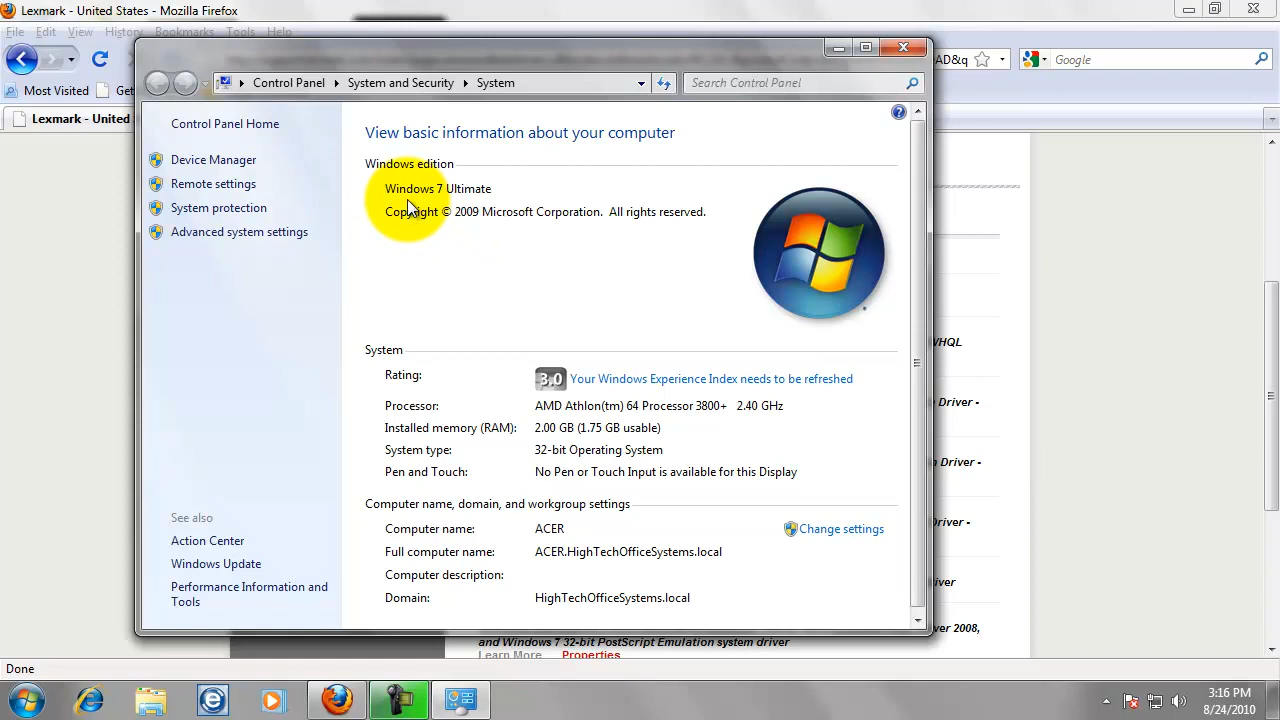 Lexmark - United States - Mozilla Firefox
File Edit View History Bookmarks Tools Help
AD&q
Google
Most Visited
Lexmark - United
Control Panel
System and Security
System
Search Control Panel
Control Panel Home
Device Manager
Remote settings
System protection
Advanced system settings
See also
Action Center
Windows Update
Performance Information and
Tools
View basic information about your computer
Windows edition
Windows 7 Ultimate
Copyright © 2009 Microsoft Corporation. All rights reserved.
System
Rating: 3.0 Your Windows Experience Index needs to be refreshed
Processor: AMD Athlon(tm) 64 Processor 3800+ 2.40 GHz
Installed memory (RAM): 2.00 GB (1.75 GB usable)
System type: 32-bit Operating System
Pen and Touch: No Pen or Touch Input is available for this Display
Computer name, domain, and workgroup settings
Computer name: ACER
Change settings
Full computer name: ACER.HighTechOfficeSystems.local
Computer description:
Domain: HighTechOfficeSystems.local
Driver -
Driver -
Driver -
and Windows 7 32-bit PostScript Emulation system driver
Learn More Properties
Done
3:16 PM
8/24/2010